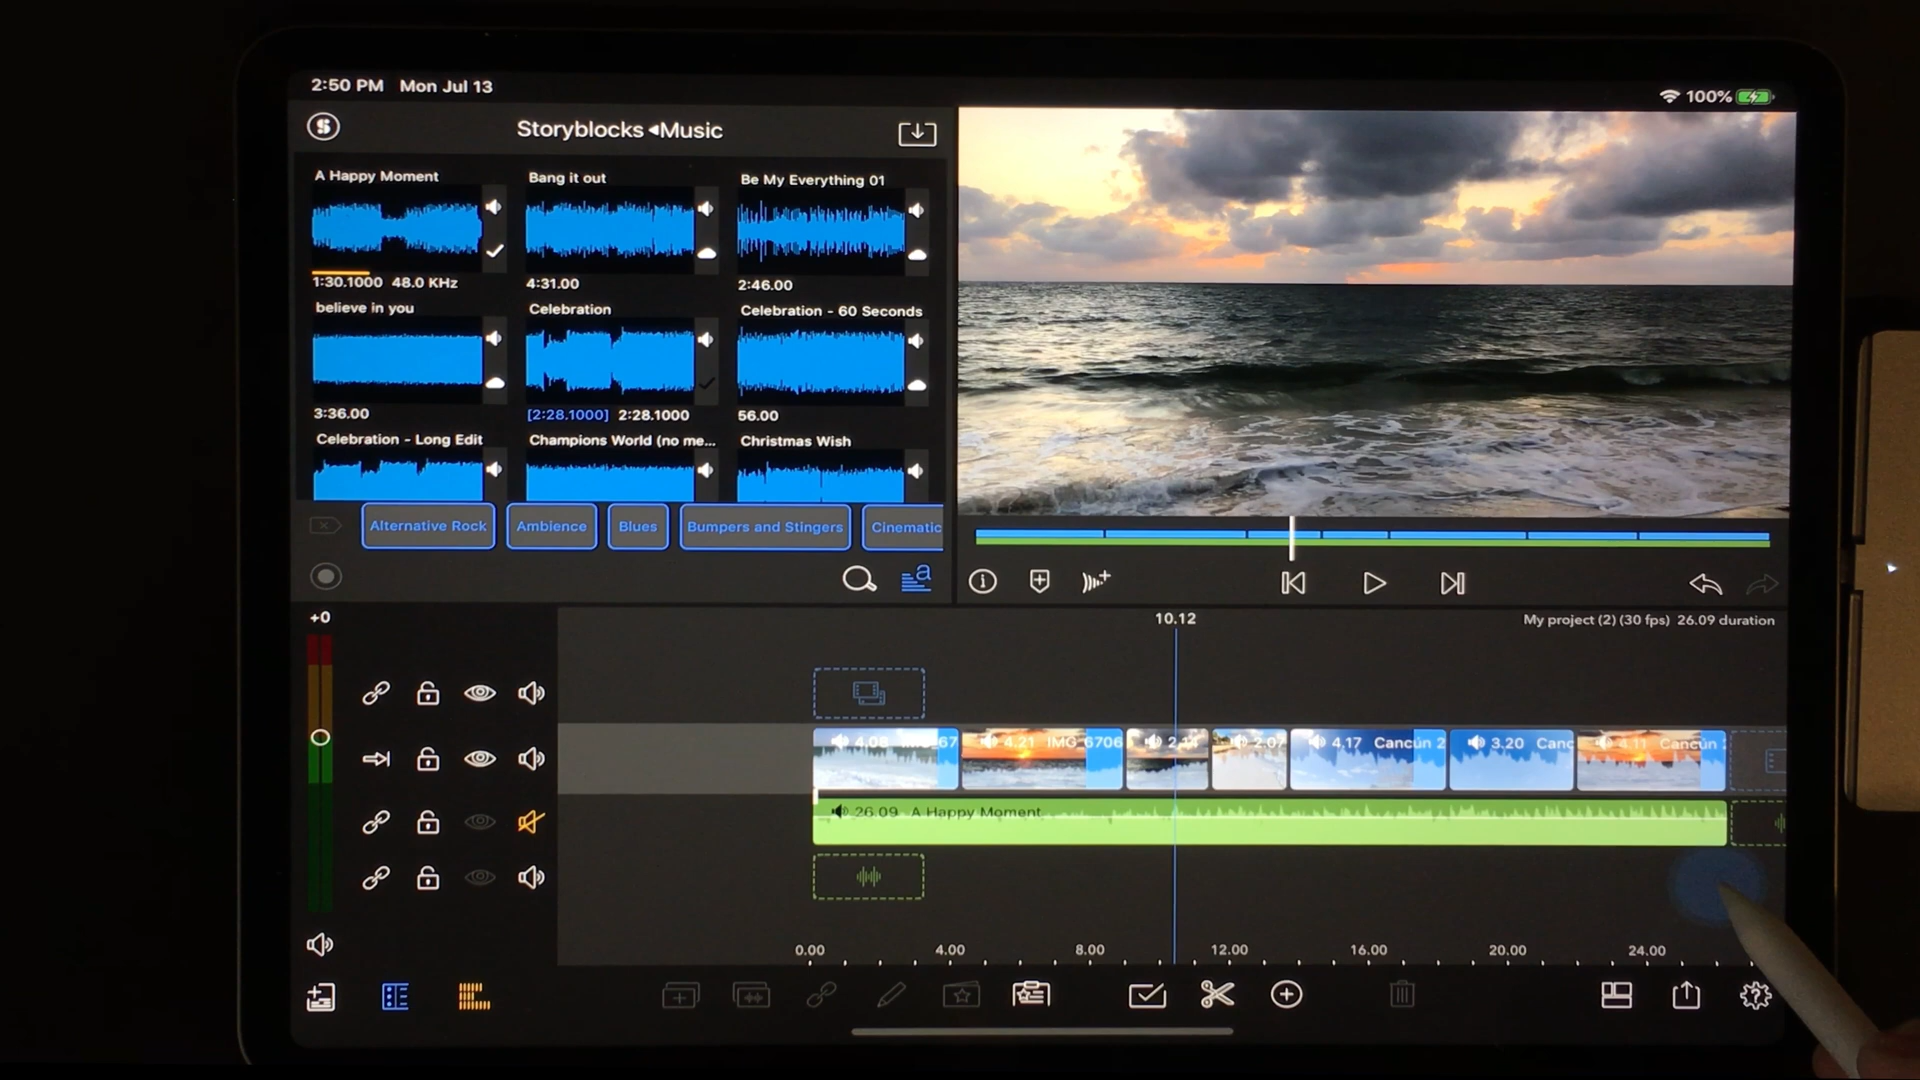 2:50 PM Mon Jul 13
100%
S
Storyblocks ◂Music
A Happy Moment
Bang it out
Be My Everything 01
1:30.1000 48.0 KHz
4:31.00
2:46.00
believe in you
Celebration
Celebration - 60 Seconds
3:36.00
[2:28.1000] 2:28.1000
56.00
Celebration - Long Edit
Champions World (no me...
Christmas Wish
Alternative Rock
Ambience
Blues
Bumpers and Stingers
Cinematic
a
+0
10.12
My project (2) (30 fps) 26.09 duration
4.08
67
4.21 IMG_6706
2.07
4.17 Cancún 2
3.20 Canc
4.11 Cancún
26.09 A Happy Moment
0.00
4.00
8.00
12.00
16.00
20.00
24.00